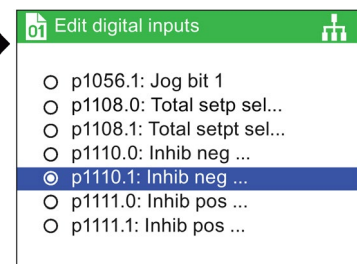 01
Edit digital inputs
p1056.1: Jog bit 1
p1108.0: Total setp sel...
p1108.1: Total setpt sel...
p1110.0: Inhib neg ...
p1110.1: Inhib neg ...
p1111.0: Inhib pos ...
p1111.1: Inhib pos ...